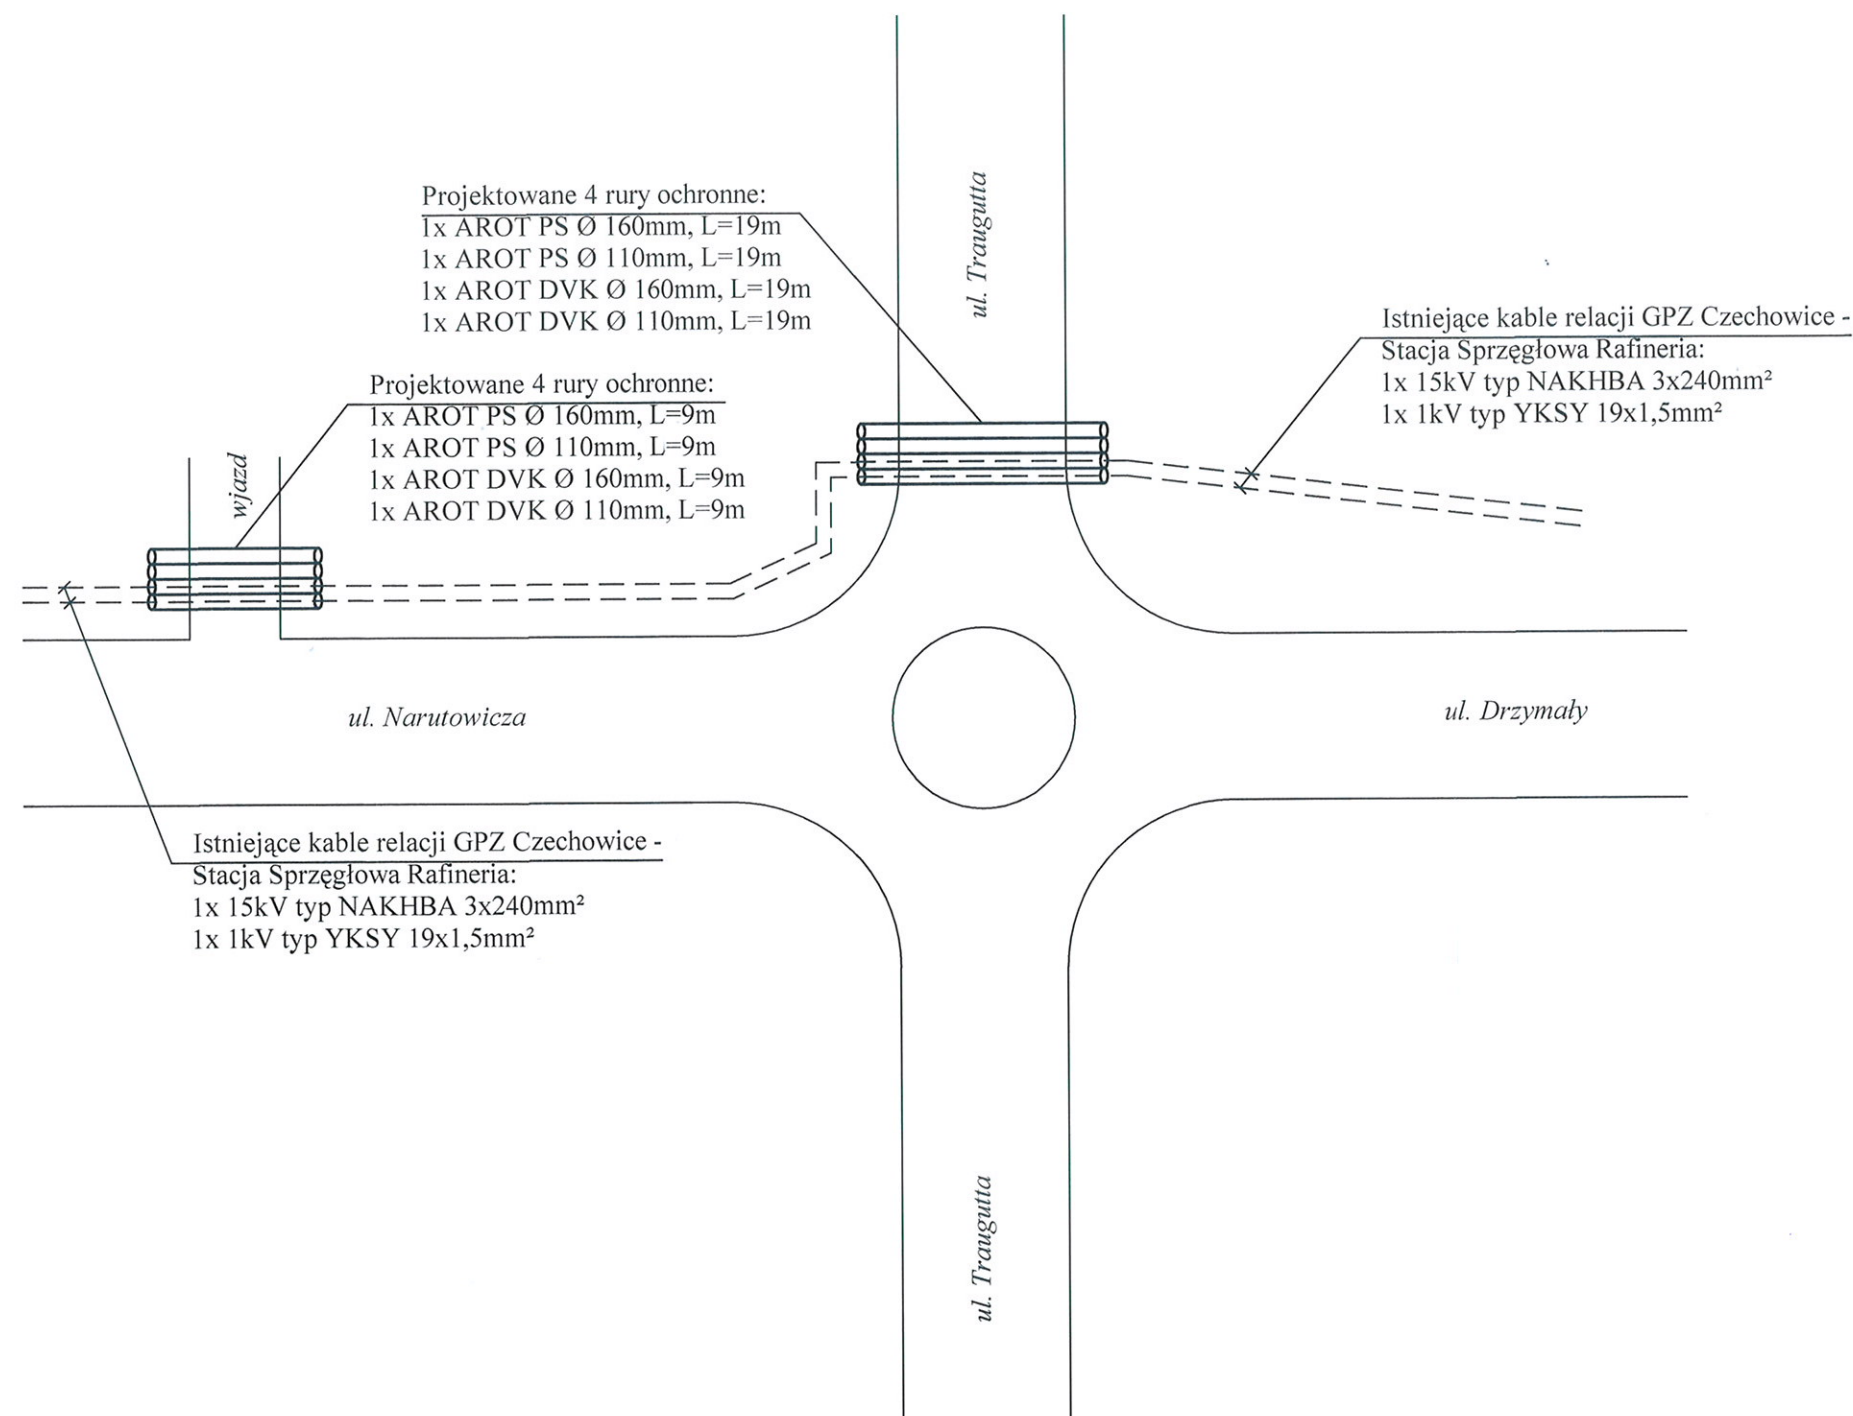 ul. Traugutta
Projektowane 4 rury ochronne:
1x AROT PS Ø 160mm, L=19m
1x AROT PS Ø 110mm, L=19m
1x AROT DVK Ø 160mm, L=19m
1x AROT DVK Ø 110mm, L=19m
Istniejące kable relacji GPZ Czechowice -
Stacja Sprzęgłowa Rafineria:
1x 15kV typ NAKHBA 3x240mm²
1x 1kV typ YKSY 19x1,5mm²
Projektowane 4 rury ochronne:
1x AROT PS Ø 160mm, L=9m
1x AROT PS Ø 110mm, L=9m
1x AROT DVK Ø 160mm, L=9m
1x AROT DVK Ø 110mm, L=9m
wjazd
ul. Narutowicza
ul. Drzymały
Istniejące kable relacji GPZ Czechowice -
Stacja Sprzęgłowa Rafineria:
1x 15kV typ NAKHBA 3x240mm²
1x 1kV typ YKSY 19x1,5mm²
ul. Traugutta